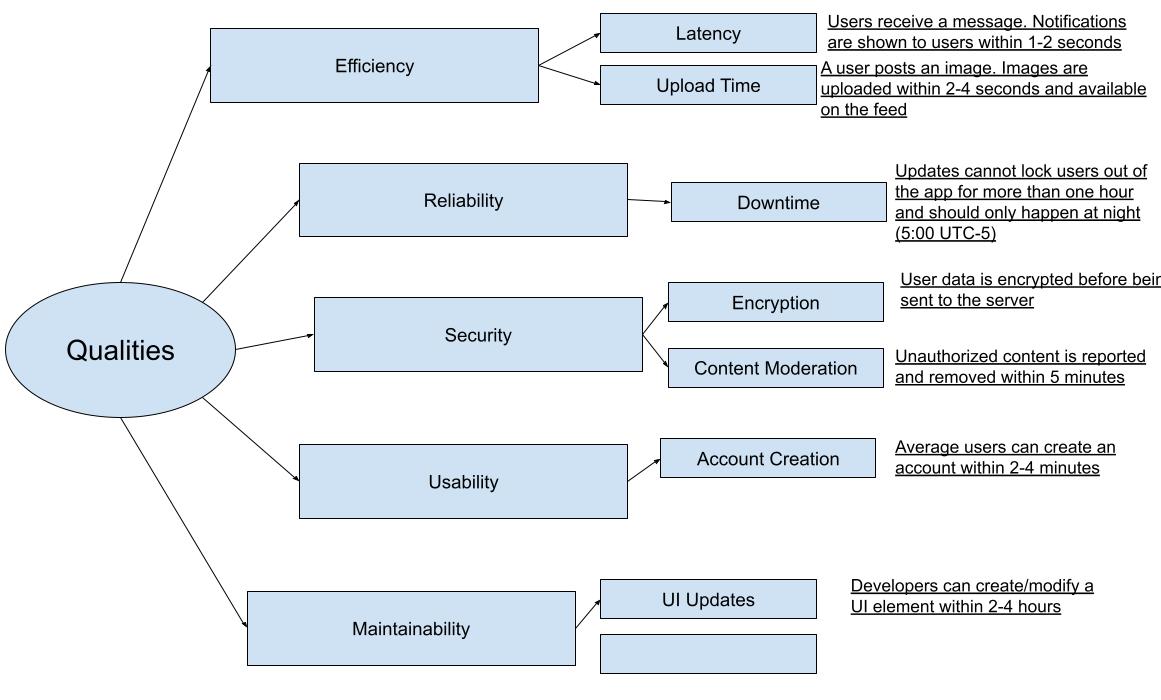 Efficiency
Latency
Users receive a message. Notifications
are shown to users within 1-2 seconds
Upload Time
A user posts an image. Images are
uploaded within 2-4 seconds and available
on the feed
Reliability
Downtime
Updates cannot lock users out of
the app for more than one hour
and should only happen at night
(5:00 UTC-5)
Qualities
Security
Encryption
User data is encrypted before bein
sent to the server
Content Moderation
Unauthorized content is reported
and removed within 5 minutes
Usability
Account Creation
Average users can create an
account within 2-4 minutes
Maintainability
UI Updates
Developers can create/modify a
UI element within 2-4 hours